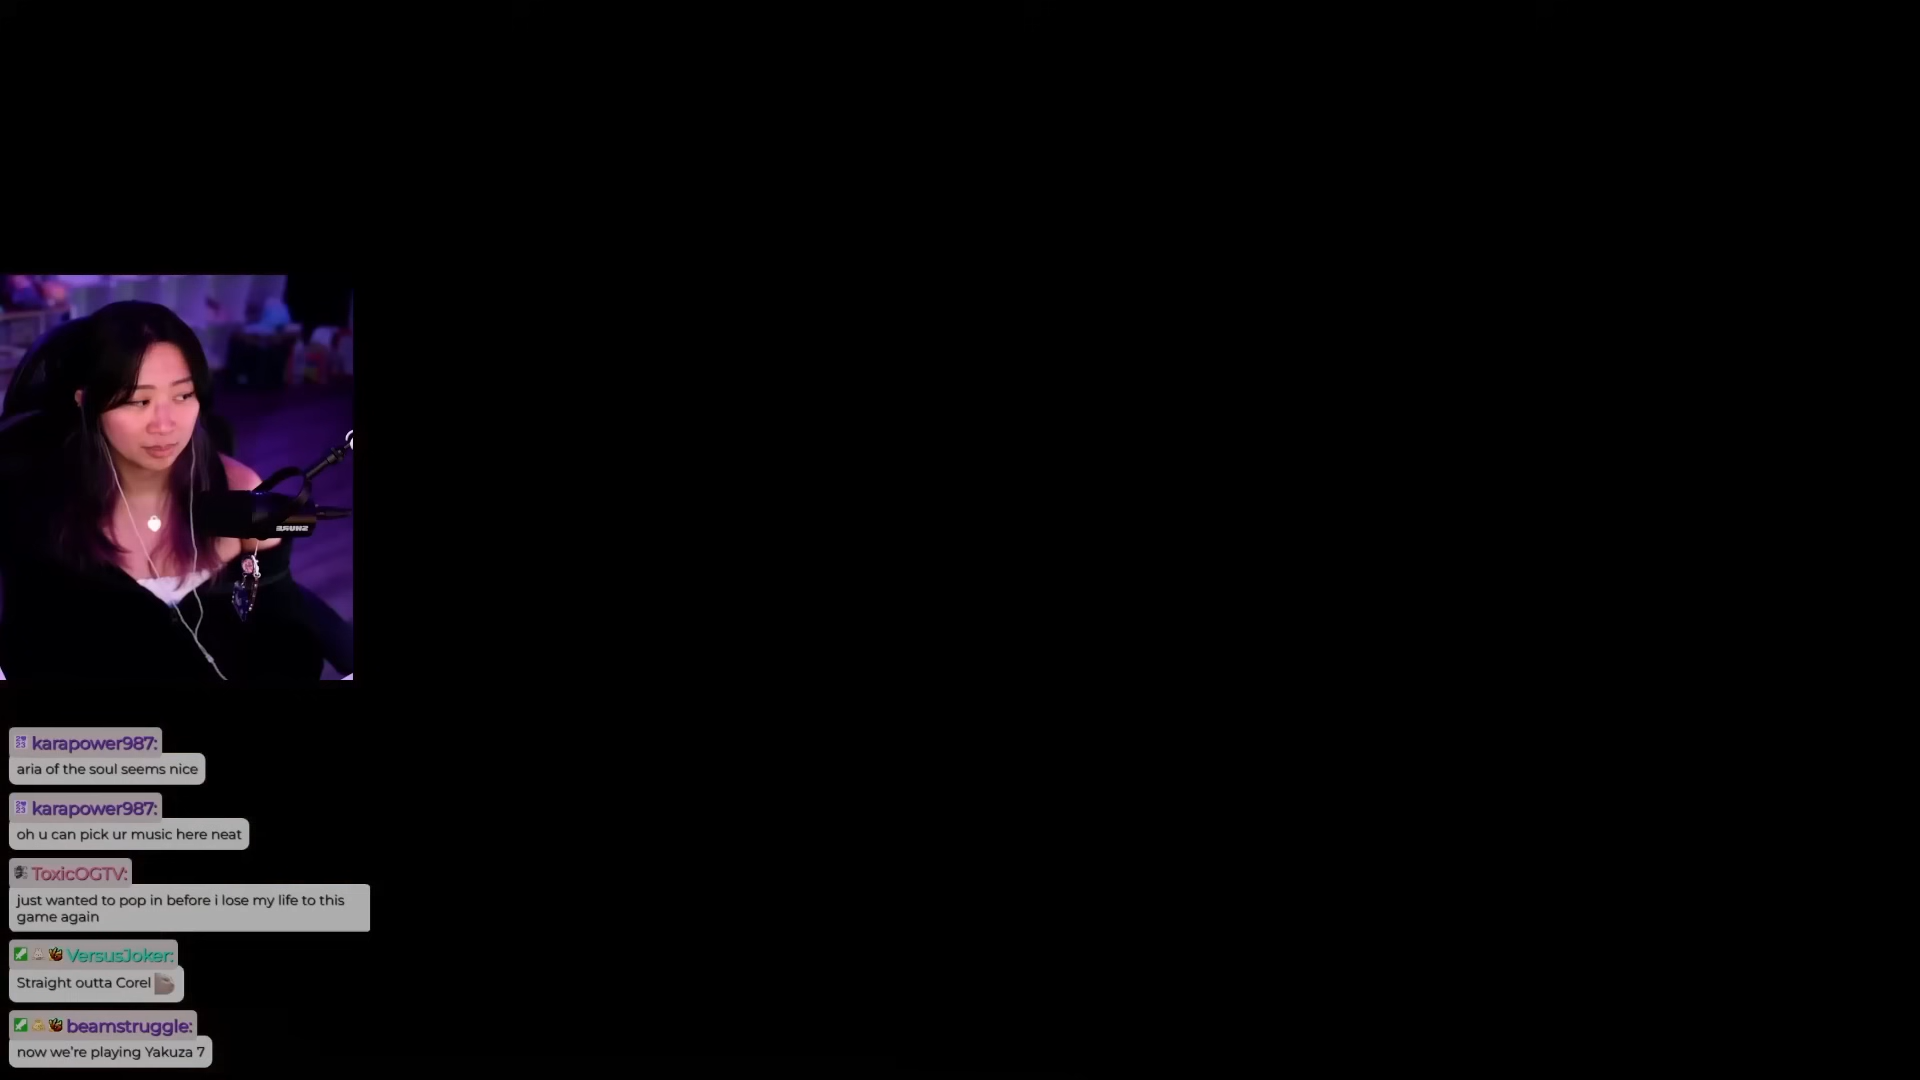 SHURE
karapower987:
aria of the soul seems nice
karapower987:
oh u can pick ur music here neat
ToxicOGTV:
just wanted to pop in before i lose my life to this
game again
VersusJoker:
Straight outta Corel
beamstruggle:
now we're playing Yakuza 7